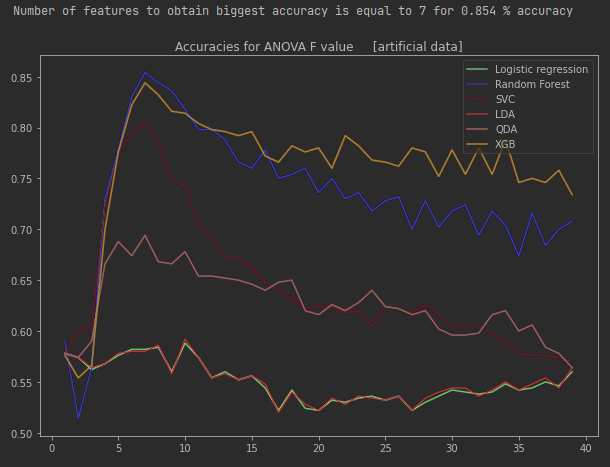 Number of features to obtain biggest accuracy is equal to 7 for 0.854 % accuracy
Accuracies for ANOVA F value [artificial data]
Logistic regression
Random Forest
SVC
LDA
QDA
XGB
0.85
0.80
0.75
0.70
0.65
0.60
0.55
0.50
0 5 10 15 20 25 30 35 40